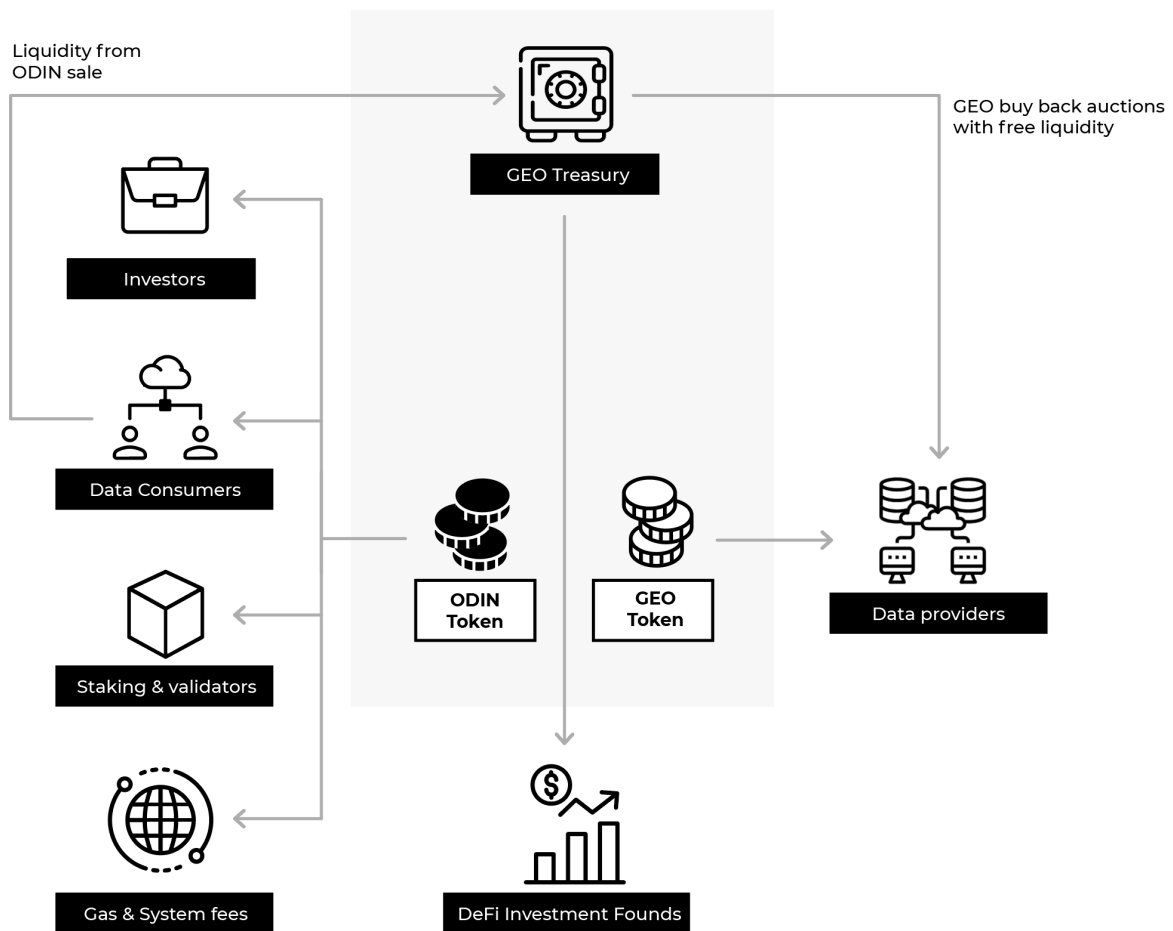 Liquidity from
ODIN sale
GEO Treasury
GEO buy back auctions
with free liquidity
Investors
Data Consumers
ODIN
Token
GEO
Token
Data providers
Staking & validators
$
Gas & System fees
DeFi Investment Founds